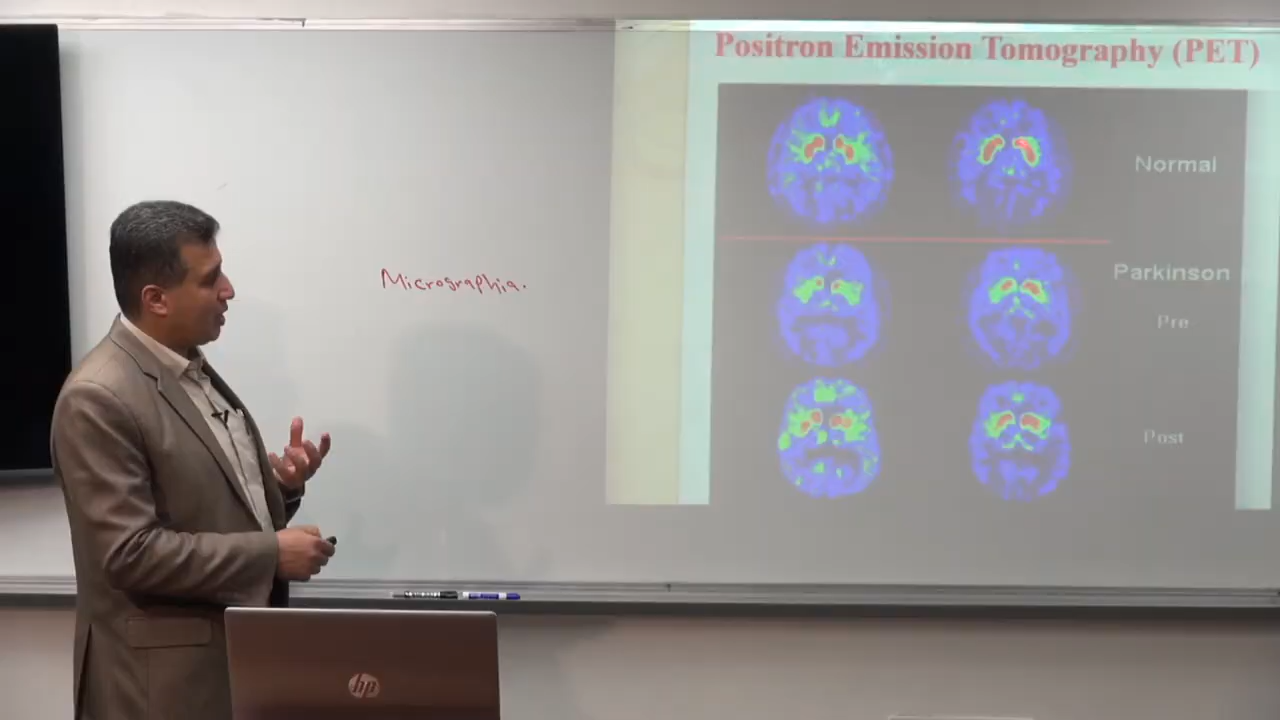 Positron Emission Tomography (PET)
Normal
Micrographia.
Parkinson
Pre
Post
hp